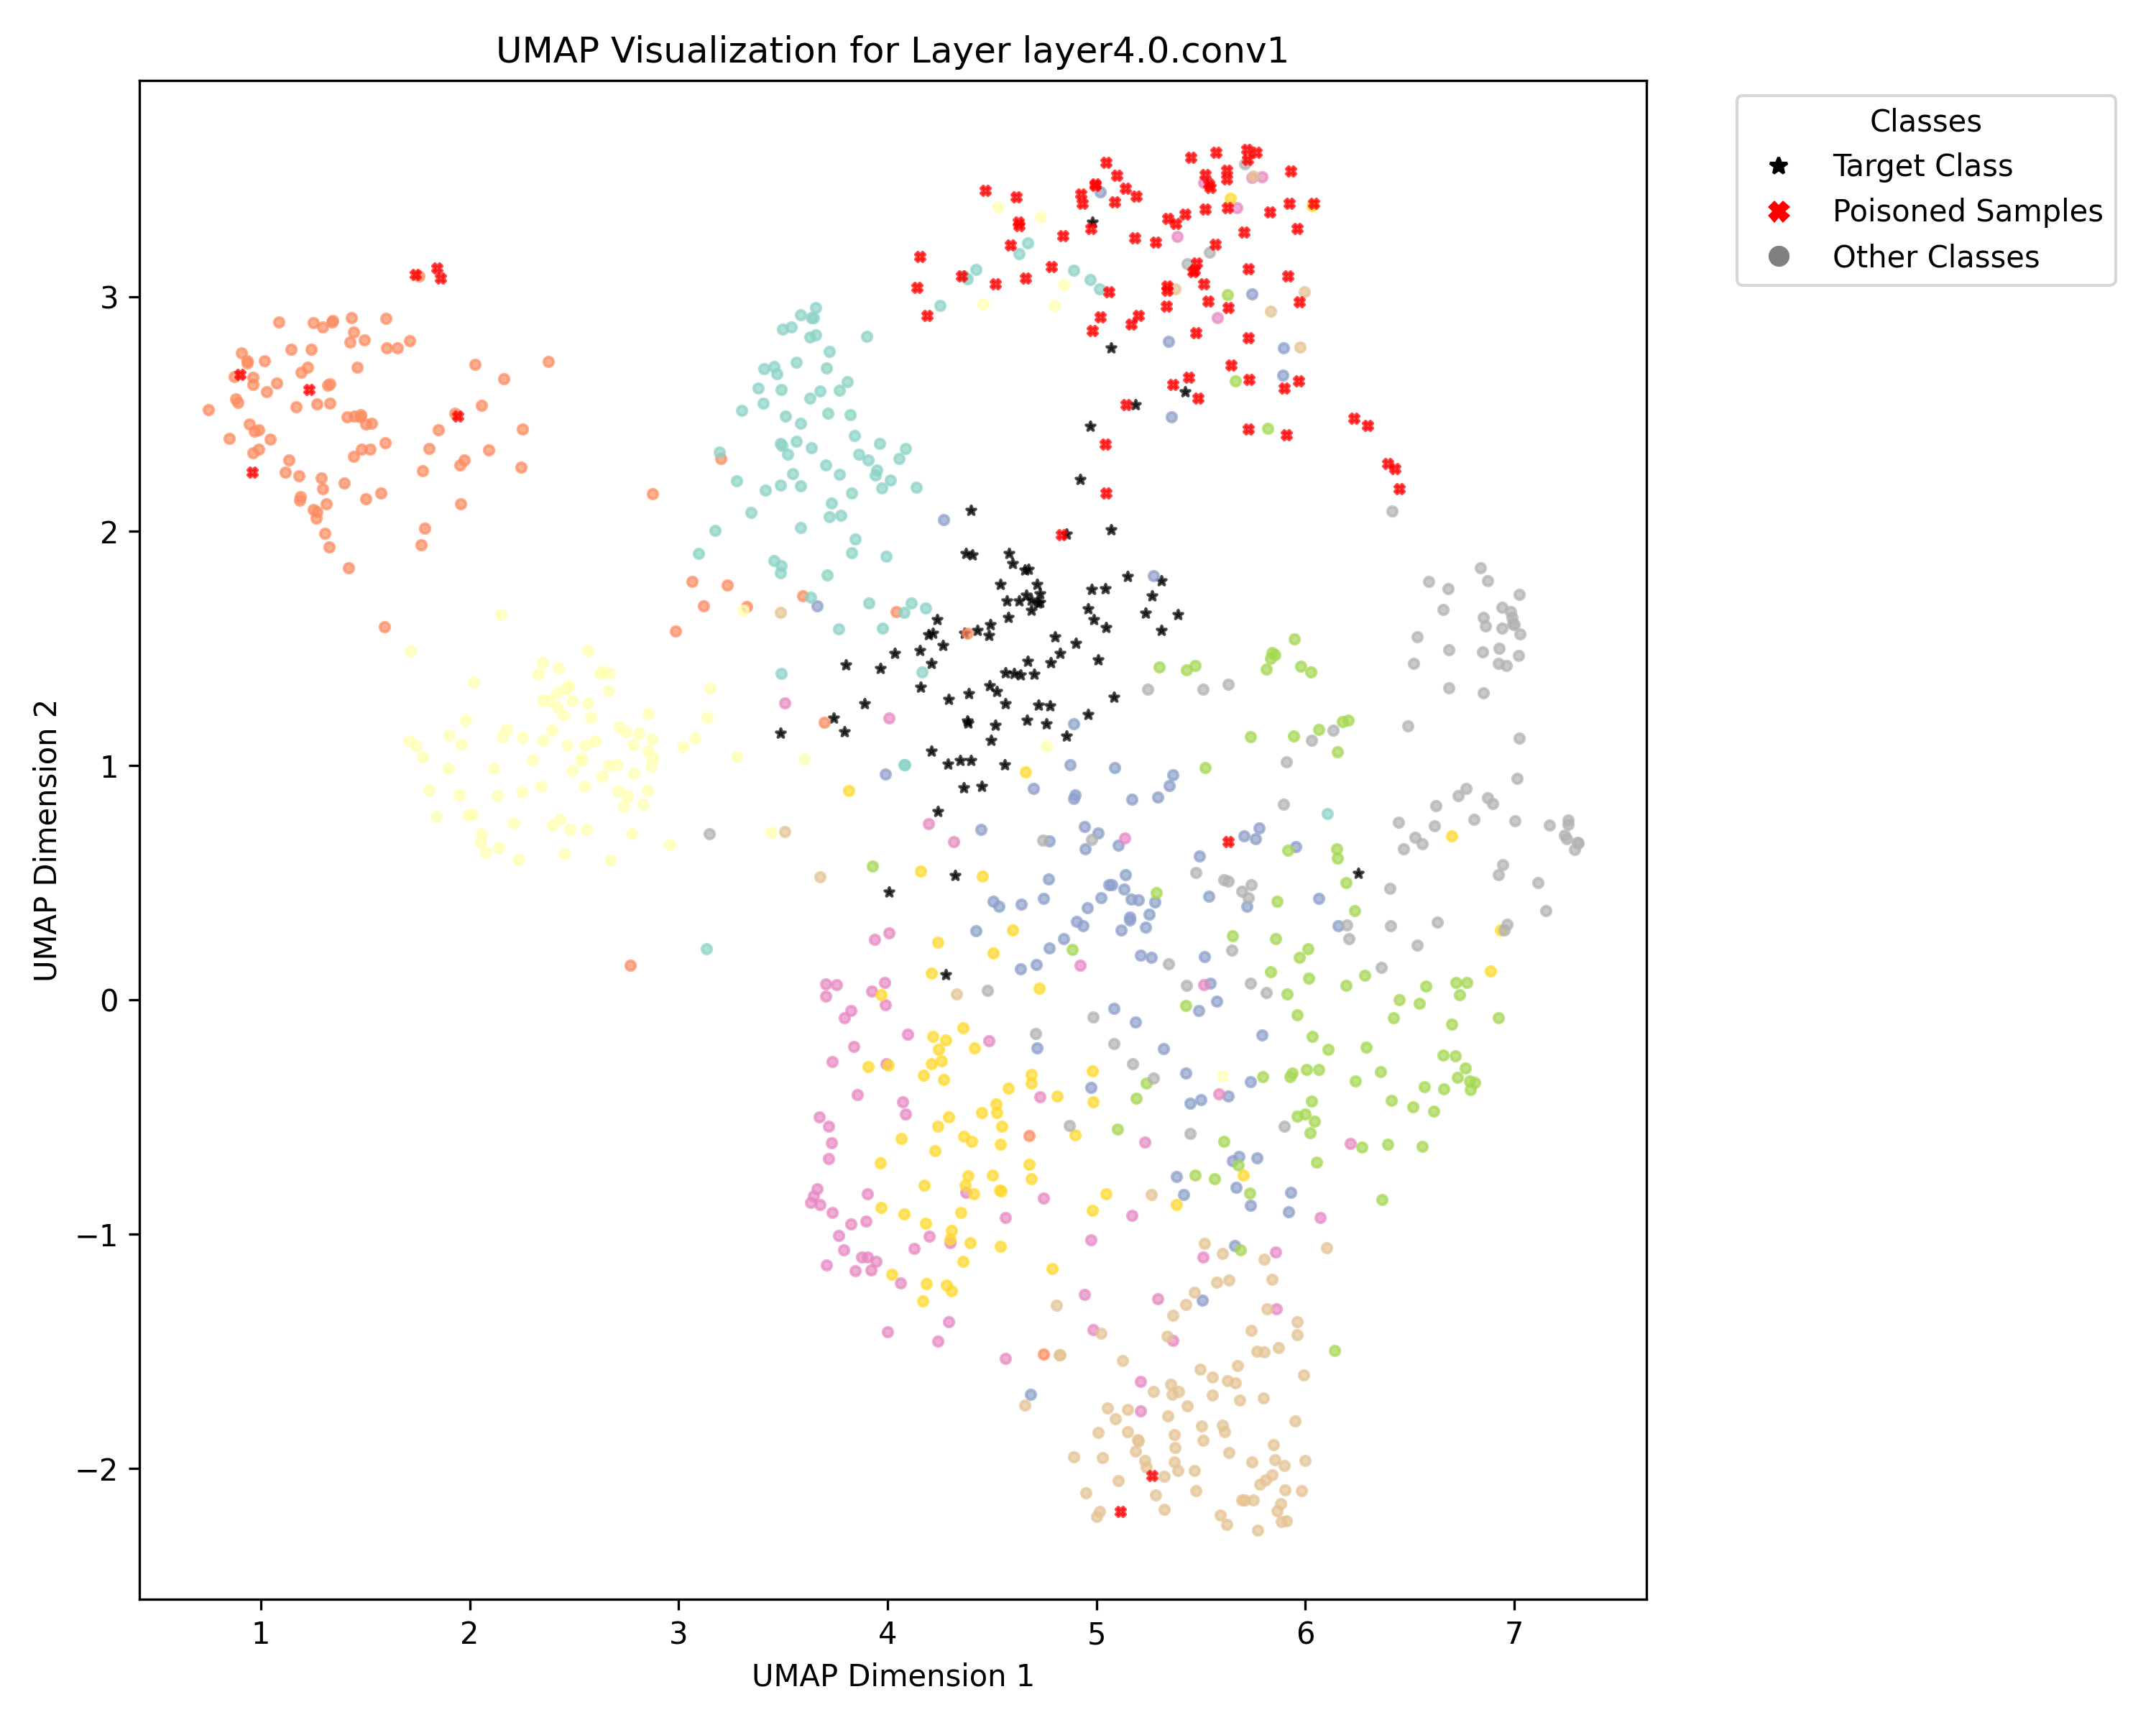 UMAP Visualization for Layer layer4.0.conv1
Classes
Target Class
Poisoned Samples
Other Classes
3
2
1
0
−1
−2
UMAP Dimension 2
1
2
3
4
5
6
7
UMAP Dimension 1